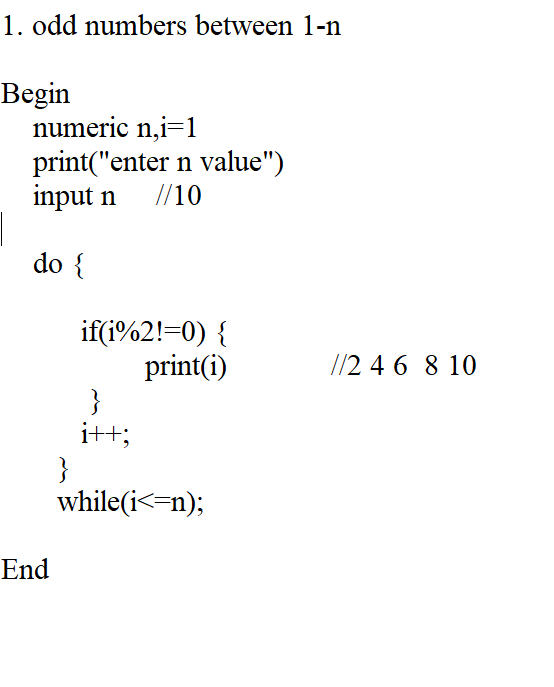 1. odd numbers between 1-n
Begin
numeric n,i=1
print("enter n value")
input n //10
do {
if(i%2!=0) {
print(i) //2 4 6 8 10
}
i++;
}
while(i<=n);
End